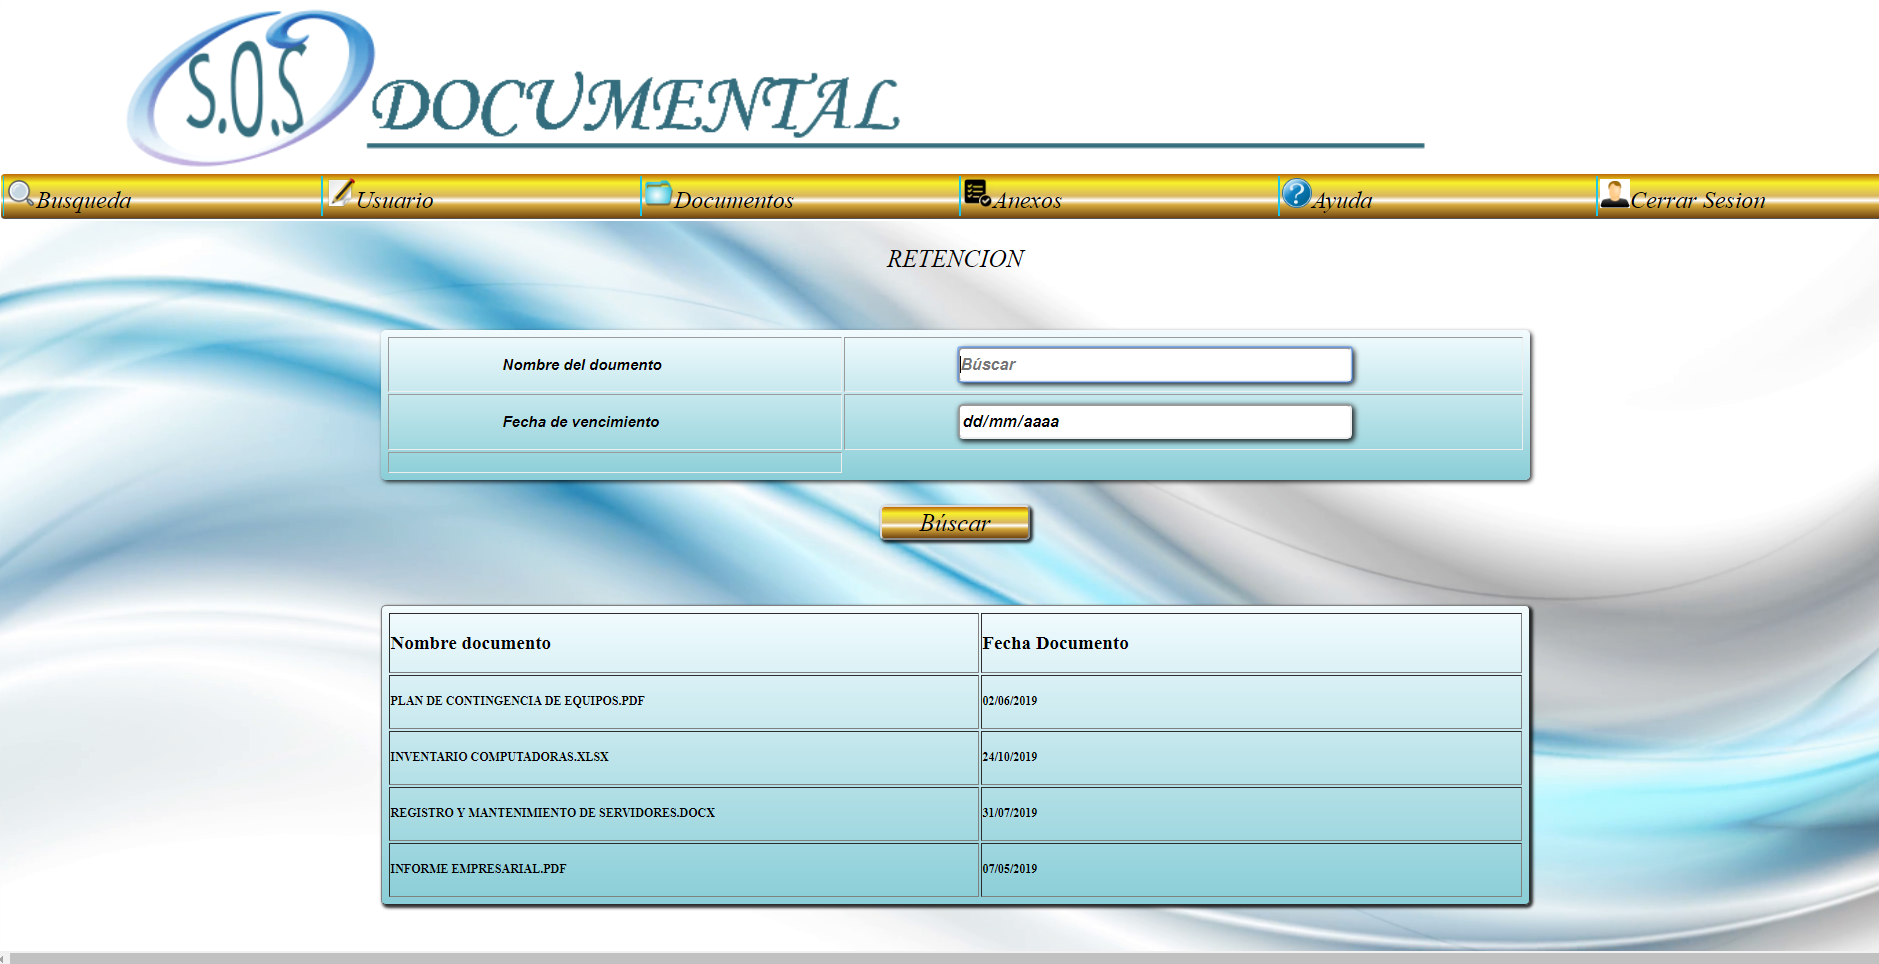 S.O.S DOCUMENTAL
Busqueda Usuario Documentos Anexos Ayuda Cerrar Sesion
RETENCION
Nombre del doumento Búscar
Fecha de vencimiento dd/mm/aaaa
Búscar
Nombre documento Fecha Documento
PLAN DE CONTINGENCIA DE EQUIPOS.PDF 02/06/2019
INVENTARIO COMPUTADORAS.XLSX 24/10/2019
REGISTRO Y MANTENIMIENTO DE SERVIDORES.DOCX 31/07/2019
INFORME EMPRESARIAL.PDF 07/05/2019